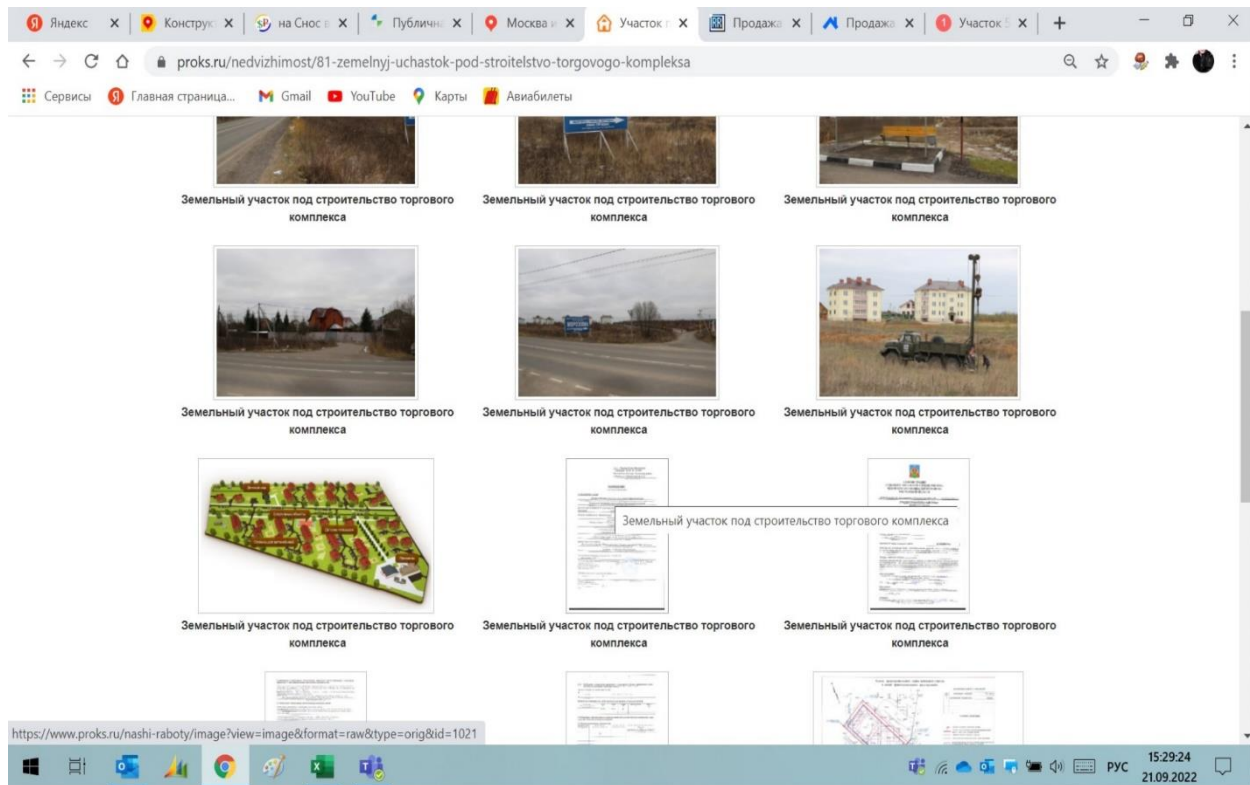 Яндекс
Конструк
на Снос в
Публична
Москва и
Участок п
Продажа
Продажа
Участок 5
proks.ru/nedvizhimost/81-zemelnyj-uchastok-pod-stroitelstvo-torgovogo-kompleksa
Сервисы
Главная страница...
Gmail
YouTube
Карты
Авиабилеты
Земельный участок под строительство торгового
комплекса
Земельный участок под строительство торгового
комплекса
Земельный участок под строительство торгового
комплекса
Земельный участок под строительство торгового
комплекса
Земельный участок под строительство торгового
комплекса
Земельный участок под строительство торгового
комплекса
Земельный участок под строительство торгового комплекса
Земельный участок под строительство торгового
комплекса
Земельный участок под строительство торгового
комплекса
Земельный участок под строительство торгового
комплекса
https://www.proks.ru/nashi-raboty/image?view=image&format=raw&type=orig&id=1021
РУС
15:29:24
21.09.2022